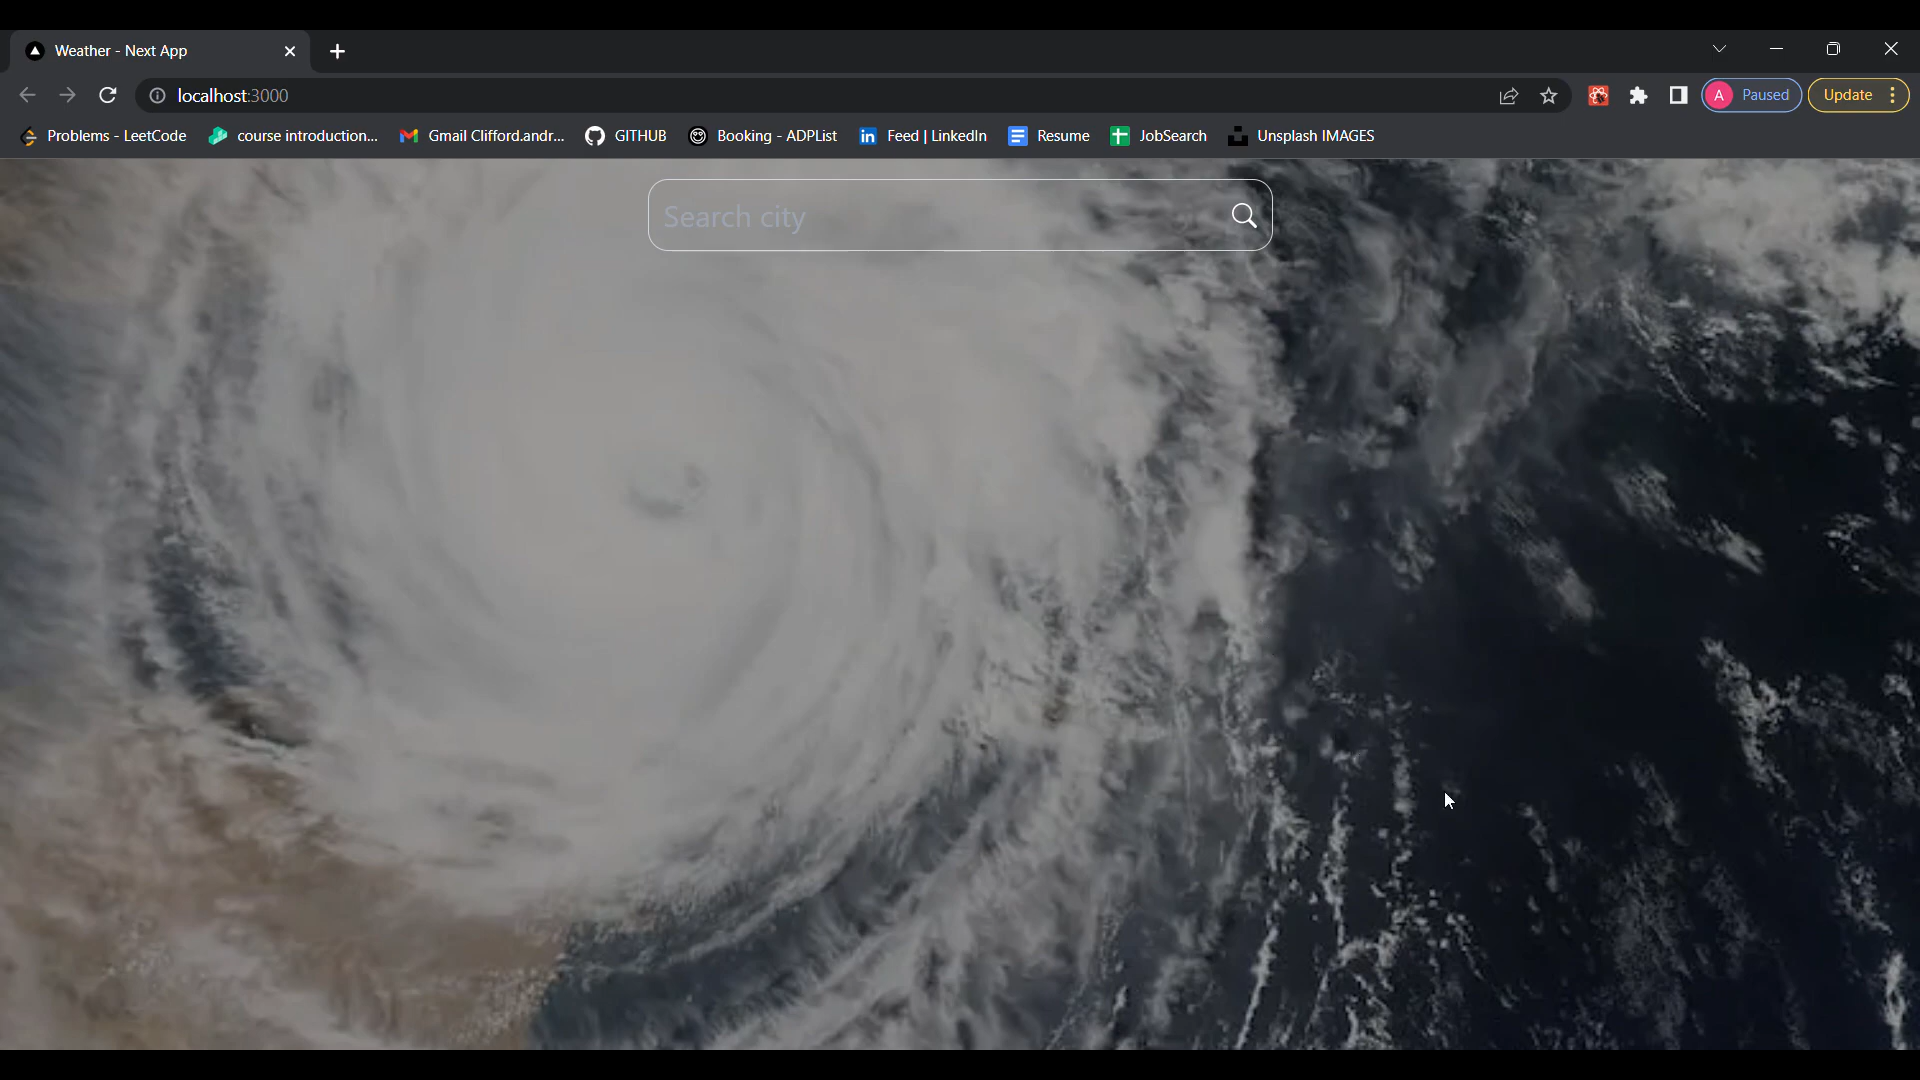 Weather - Next App
localhost:3000
A Paused Update
Problems - LeetCode course introduction... Gmail Clifford.andr... GITHUB Booking - ADPList Feed | LinkedIn Resume JobSearch Unsplash IMAGES
Search city